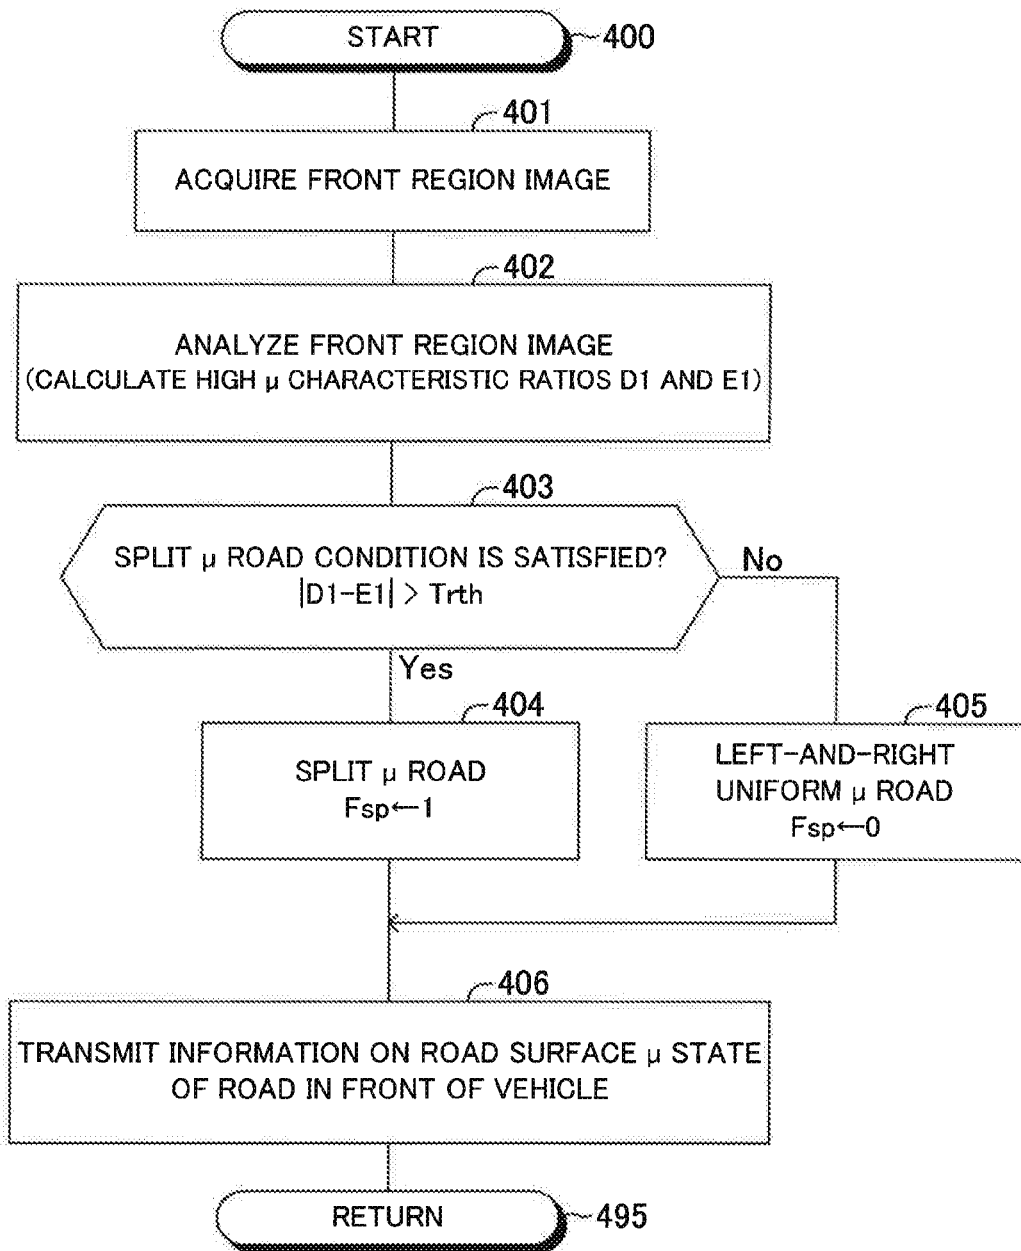 START
400
401
ACQUIRE FRONT REGION IMAGE
402
ANALYZE FRONT REGION IMAGE
(CALCULATE HIGH μ CHARACTERISTIC RATIOS D1 AND E1)
403
SPLIT μ ROAD CONDITION IS SATISFIED?
|D1-E1| > Trth
No
Yes
404
SPLIT μ ROAD
Fsp←1
405
LEFT-AND-RIGHT
UNIFORM μ ROAD
Fsp←0
406
TRANSMIT INFORMATION ON ROAD SURFACE μ STATE
OF ROAD IN FRONT OF VEHICLE
RETURN
495